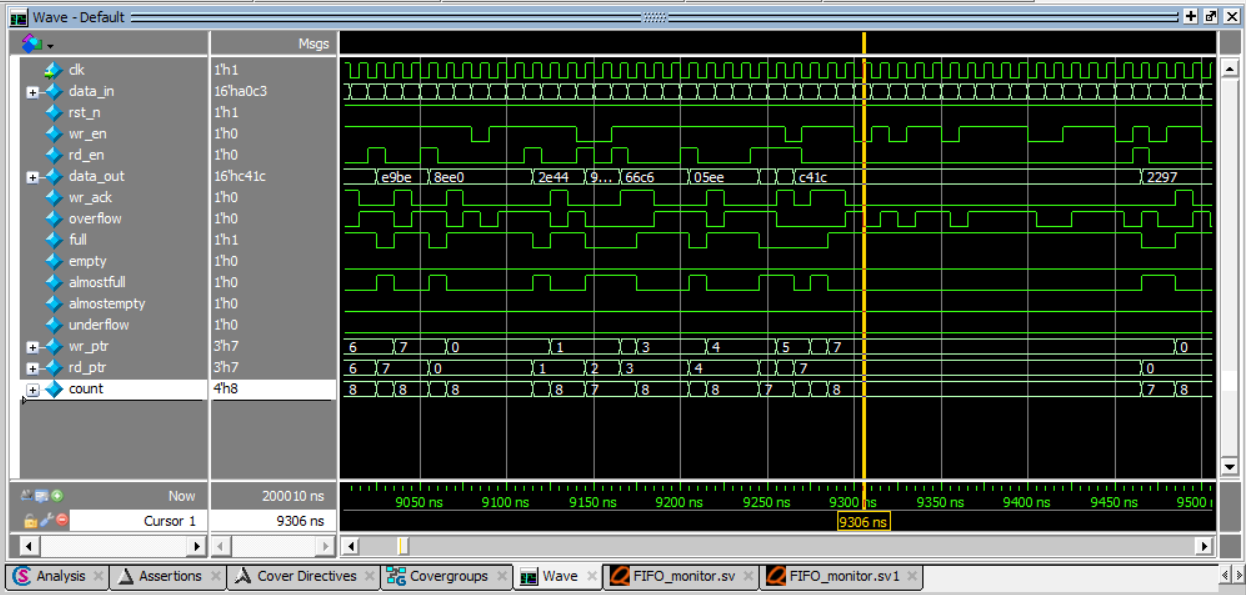 Wave - Default
Msgs
clk 1'h1
data_in 16'ha0c3
rst_n 1'h1
wr_en 1'h0
rd_en 1'h0
data_out 16'hc41c e9be 8ee0 2e44 9... 66c6 05ee c41c 2297
wr_ack 1'h0
overflow 1'h0
full 1'h1
empty 1'h0
almostfull 1'h0
almostempty 1'h0
underflow 1'h0
wr_ptr 3'h7 6 7 0 1 3 4 5 7 0
rd_ptr 3'h7 6 7 0 1 2 3 4 7 0
count 4'h8 8 8 8 8 7 8 8 7 8 7 8
Now 200010 ns 9050 ns 9100 ns 9150 ns 9200 ns 9250 ns 9300 ns 9350 ns 9400 ns 9450 ns 9500
Cursor 1 9306 ns 9306 ns
Analysis Assertions Cover Directives Covergroups Wave FIFO_monitor.sv FIFO_monitor.sv1